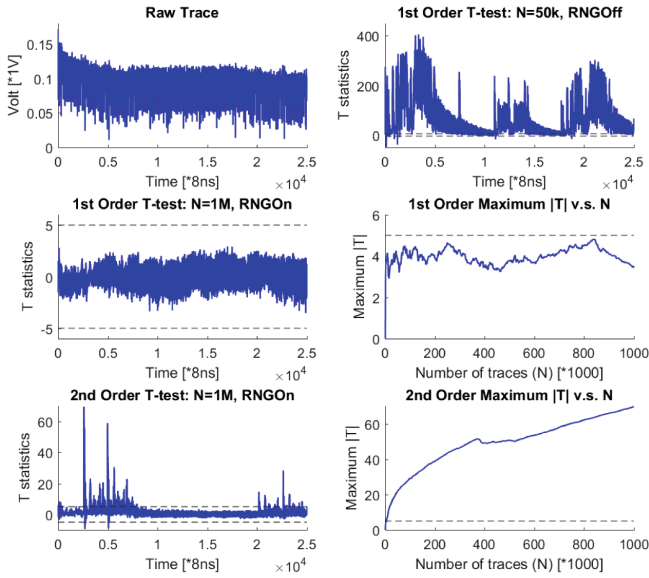 Raw Trace
Volt [*1V]
0.15
0.1
0.05
0
0 0.5 1 1.5 2 2.5
Time [*8ns]
×10^4
1st Order T-test: N=50k, RNGOff
T statistics
400
200
0
0 0.5 1 1.5 2 2.5
Time [*8ns]
×10^4
1st Order T-test: N=1M, RNGOn
T statistics
5
0
-5
0 0.5 1 1.5 2 2.5
Time [*8ns]
×10^4
1st Order Maximum |T| v.s. N
Maximum |T|
6
4
2
0
0 200 400 600 800 1000
Number of traces (N) [*1000]
2nd Order T-test: N=1M, RNGOn
T statistics
60
40
20
0
0 0.5 1 1.5 2 2.5
Time [*8ns]
×10^4
2nd Order Maximum |T| v.s. N
Maximum |T|
60
40
20
0
0 200 400 600 800 1000
Number of traces (N) [*1000]